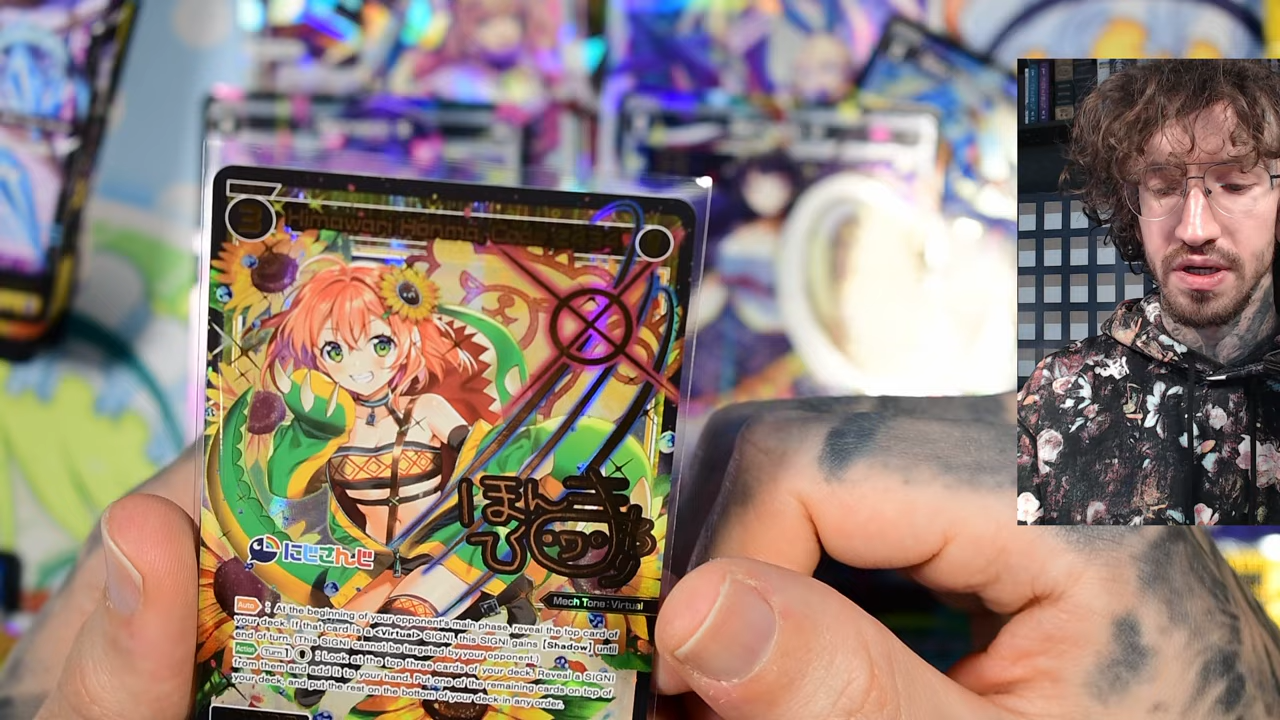 3
Himawari Honma, Code
ほんま
ひ
にじさんじ
Mech Tone: Virtual
Auto : At the beginning of your opponent's main phase, reveal the top card of
your deck. If that card is a <Virtual> SIGNI, this SIGNI gains [Shadow] until
end of turn. (This SIGNI cannot be targeted by your opponent.)
Action Turn 1 : Look at the top three cards of your deck. Reveal a SIGNI
from them and add it to your hand. Put one of the remaining cards on top of
your deck, and put the rest on the bottom of your deck in any order.